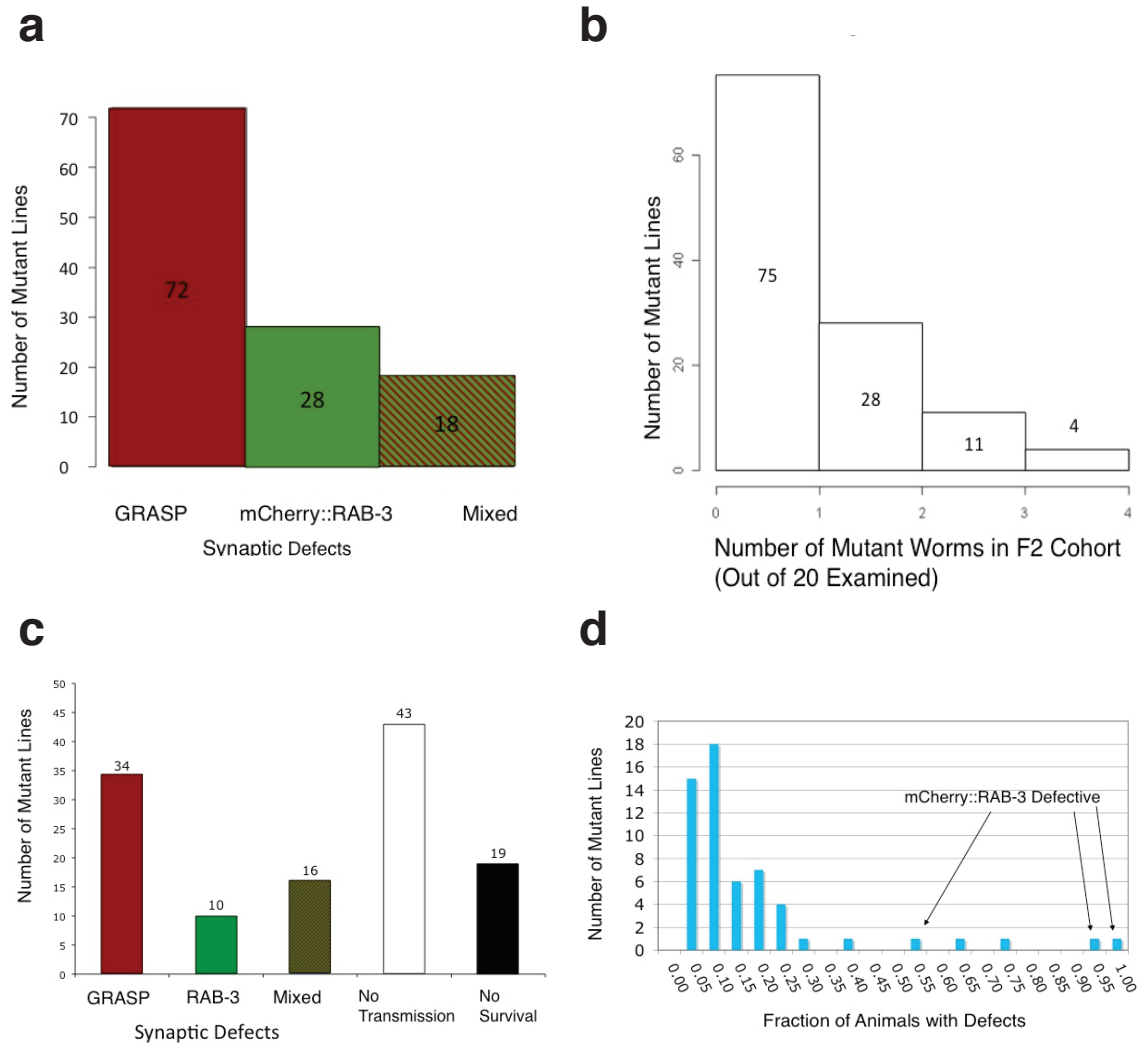 a
Number of Mutant Lines
70
60
50
40
30
20
10
0
72
28
18
GRASP mCherry::RAB-3 Mixed
Synaptic Defects
b
Number of Mutant Lines
60
40
20
0
75
28
11
4
0 1 2 3 4
Number of Mutant Worms in F2 Cohort
(Out of 20 Examined)
c
Number of Mutant Lines
50
45
40
35
30
25
20
15
10
5
0
34
10
16
43
19
GRASP RAB-3 Mixed No Transmission No Survival
Synaptic Defects
d
Number of Mutant Lines
20
18
16
14
12
10
8
6
4
2
0
mCherry::RAB-3 Defective
0.00 0.05 0.10 0.15 0.20 0.25 0.30 0.35 0.40 0.45 0.50 0.55 0.60 0.65 0.70 0.75 0.80 0.85 0.90 0.95 1.00
Fraction of Animals with Defects